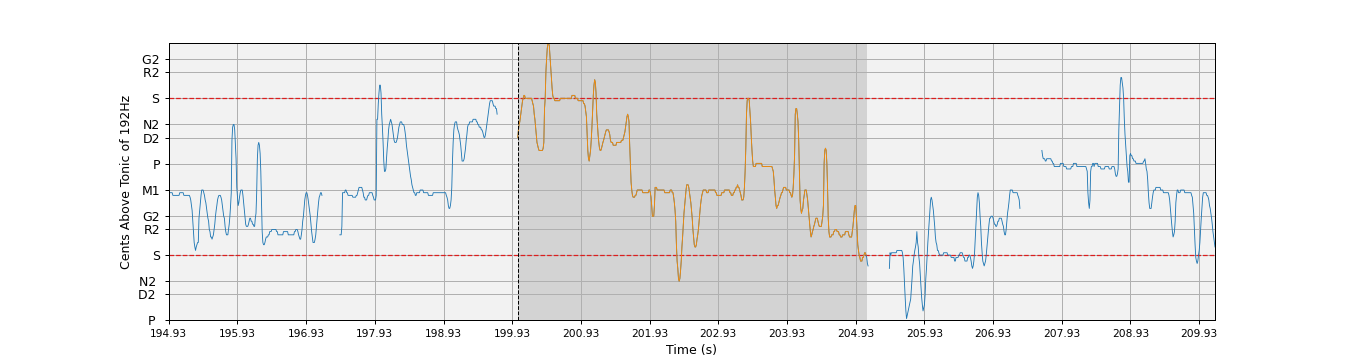 Cents Above Tonic of 192Hz
G2
R2
S
N2
D2
P
M1
G2
R2
S
N2
D2
P
194.93 195.93 196.93 197.93 198.93 199.93 200.93 201.93 202.93 203.93 204.93 205.93 206.93 207.93 208.93 209.93
Time (s)